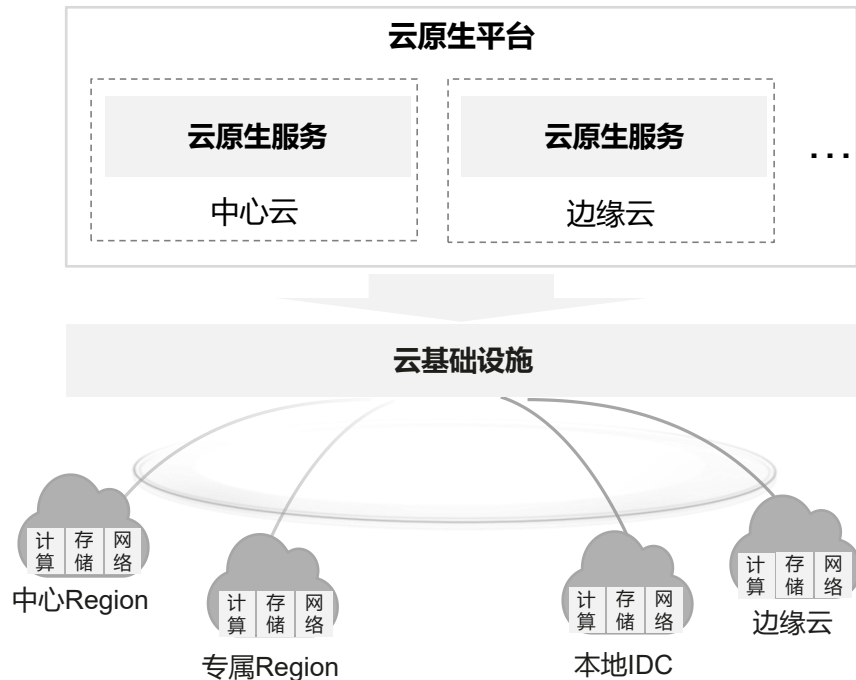 云原生平台
云原生服务 云原生服务 ...
中心云 边缘云
云基础设施
计算 存储 网络
中心Region
计算 存储 网络
专属Region
计算 存储 网络
本地IDC
计算 存储 网络
边缘云